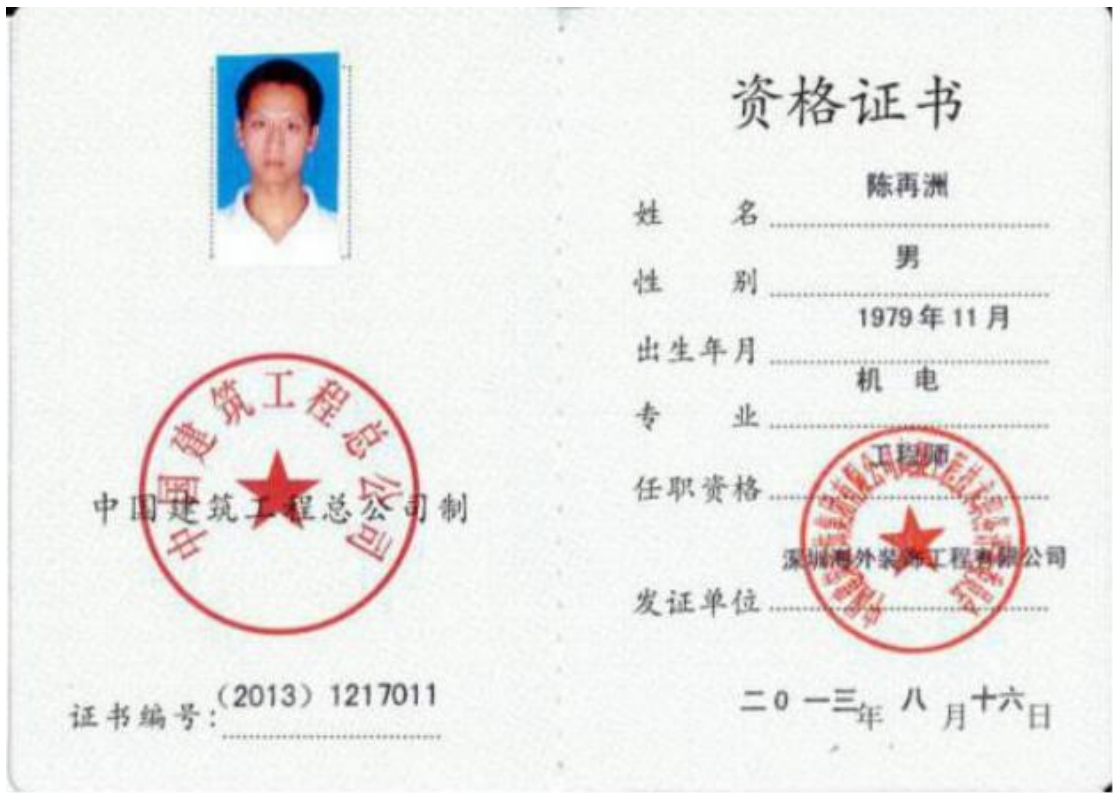 中国建筑工程总公司
中国建筑工程总公司制
证书编号：（2013）1217011
资格证书
姓 名 陈再洲
性 别 男
出生年月 1979年11月
专 业 机 电
任职资格 工程师
发证单位 深圳海外装饰工程有限公司
二0一三年八月十六日